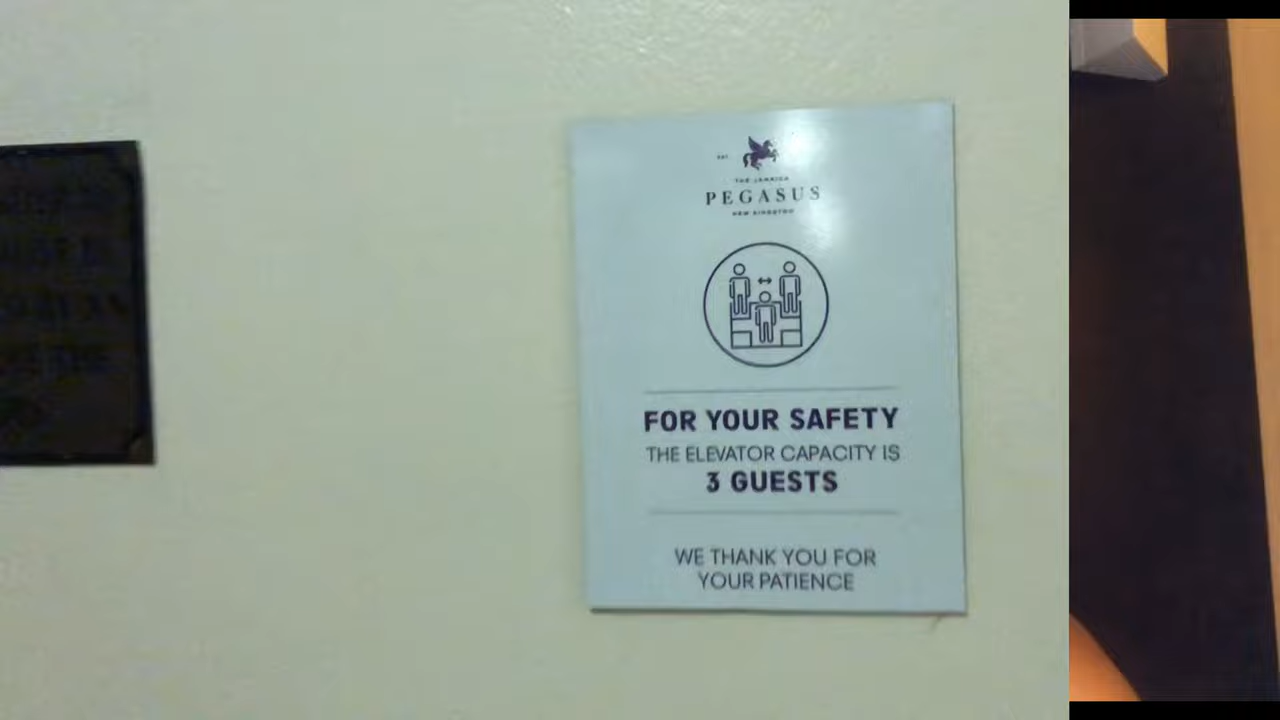 EST
THE JAMAICA
PEGASUS
NEW KINGSTON
FOR YOUR SAFETY
THE ELEVATOR CAPACITY IS
3 GUESTS
WE THANK YOU FOR
YOUR PATIENCE